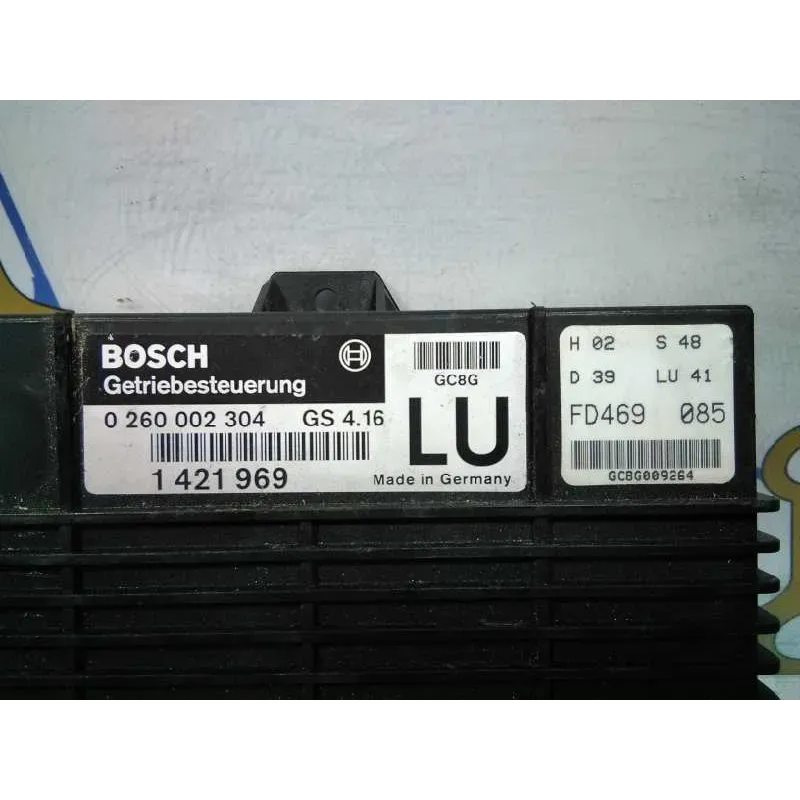 BOSCH
Getriebesteuerung
0 260 002 304 GS 4.16
1 421 969
GC8G
LU
Made in Germany
H 02 S 48
D 39 LU 41
FD469 085
GC8G009264